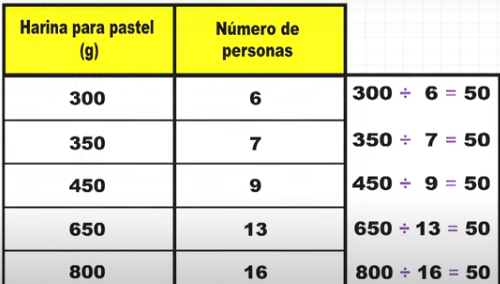 Harina para pastel
(g)
Número de
personas
300 6 300 ÷ 6 = 50
350 7 350 ÷ 7 = 50
450 9 450 ÷ 9 = 50
650 13 650 ÷ 13 = 50
800 16 800 ÷ 16 = 50